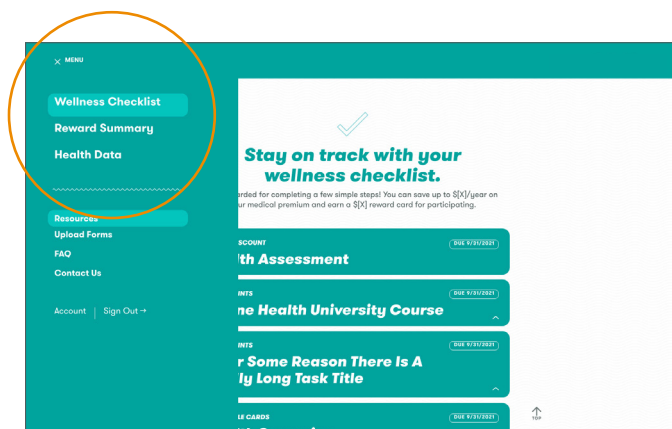 MENU
Wellness Checklist
Reward Summary
Health Data
Resources
Upload Forms
FAQ
Contact Us
Account | Sign Out →
Stay on track with your
wellness checklist.
arded for completing a few simple steps! You can save up to $[X]/year on
ur medical premium and earn a $[X] reward card for participating.
SCOUNT
DUE 9/31/2021
lth Assessment
INTS
DUE 9/31/2021
ne Health University Course
INTS
DUE 9/31/2021
r Some Reason There Is A
ly Long Task Title
LE CARDS
DUE 9/31/2021
TOP